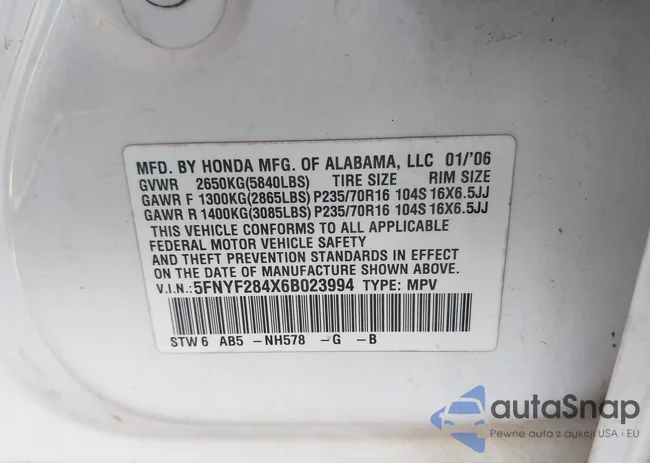 MFD. BY HONDA MFG. OF ALABAMA, LLC 01/'06
GVWR 2650KG(5840LBS) TIRE SIZE RIM SIZE
GAWR F 1300KG(2865LBS) P235/70R16 104S 16X6.5JJ
GAWR R 1400KG(3085LBS) P235/70R16 104S 16X6.5JJ
THIS VEHICLE CONFORMS TO ALL APPLICABLE
FEDERAL MOTOR VEHICLE SAFETY
AND THEFT PREVENTION STANDARDS IN EFFECT
ON THE DATE OF MANUFACTURE SHOWN ABOVE.
V.I.N.:5FNYF284X6B023994 TYPE: MPV
STW 6 AB5 -NH578 -G -B
autaSnap
Pewne auta z aukcji USA i EU